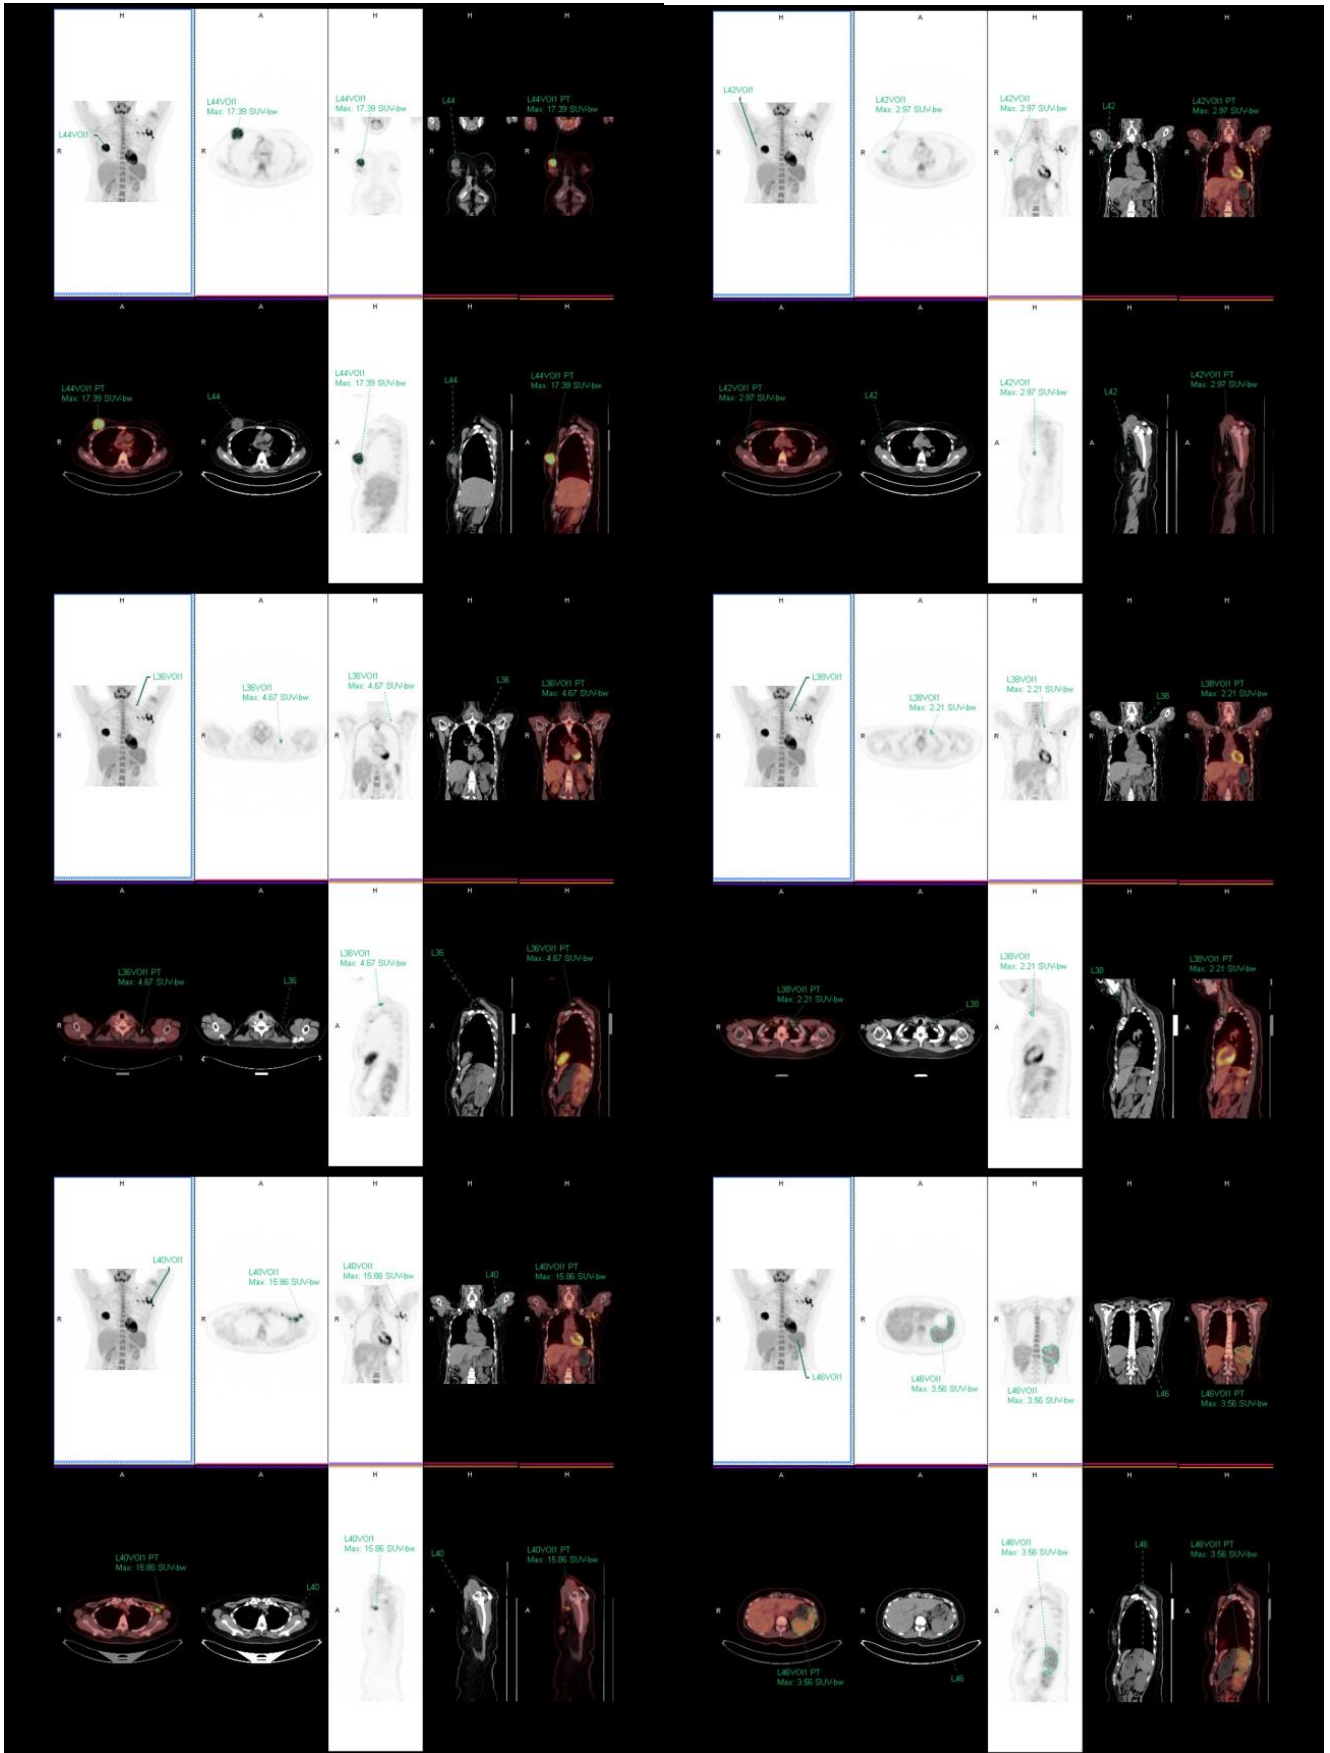 H A H H H
L44VOI1
L44VOI1
Max: 17.39 SUV-bw
L44VOI1
Max: 17.39 SUV-bw
L44
L44VOI1 PT
Max: 17.39 SUV-bw
R R R R R
A A H H H
L44VOI1 PT
Max: 17.39 SUV-bw
L44
L44VOI1
Max: 17.39 SUV-bw
L44
L44VOI1 PT
Max: 17.39 SUV-bw
R R A A A
H A H H H
L42VOI1
L42VOI1
Max: 2.97 SUV-bw
L42VOI1
Max: 2.97 SUV-bw
L42
L42VOI1 PT
Max: 2.97 SUV-bw
R R R R R
A A H H H
L42VOI1 PT
Max: 2.97 SUV-bw
L42
L42VOI1
Max: 2.97 SUV-bw
L42
L42VOI1 PT
Max: 2.97 SUV-bw
R R A A A
H A H H H
L36VOI1
L36VOI1
Max: 4.67 SUV-bw
L36VOI1
Max: 4.67 SUV-bw
L36
L36VOI1 PT
Max: 4.67 SUV-bw
R R R R R
A A H H H
L36VOI1 PT
Max: 4.67 SUV-bw
L36
L36VOI1
Max: 4.67 SUV-bw
L36
L36VOI1 PT
Max: 4.67 SUV-bw
R R A A A
H A H H H
L38VOI1
L38VOI1
Max: 2.21 SUV-bw
L38VOI1
Max: 2.21 SUV-bw
L38
L38VOI1 PT
Max: 2.21 SUV-bw
R R R R R
A A H H H
L38VOI1 PT
Max: 2.21 SUV-bw
L38
L38VOI1
Max: 2.21 SUV-bw
L38
L38VOI1 PT
Max: 2.21 SUV-bw
R R A A A
H A H H H
L40VOI1
L40VOI1
Max: 15.86 SUV-bw
L40VOI1
Max: 15.86 SUV-bw
L40
L40VOI1 PT
Max: 15.86 SUV-bw
R R R R R
A A H H H
L40VOI1 PT
Max: 15.86 SUV-bw
L40
L40VOI1
Max: 15.86 SUV-bw
L40
L40VOI1 PT
Max: 15.86 SUV-bw
R R A A A
H A H H H
L46VOI1
L46VOI1
Max: 3.56 SUV-bw
L46VOI1
Max: 3.56 SUV-bw
L46
L46VOI1 PT
Max: 3.56 SUV-bw
R R R R R
A A H H H
L46VOI1 PT
Max: 3.56 SUV-bw
L46
L46VOI1
Max: 3.56 SUV-bw
L46
L46VOI1 PT
Max: 3.56 SUV-bw
R R A A A